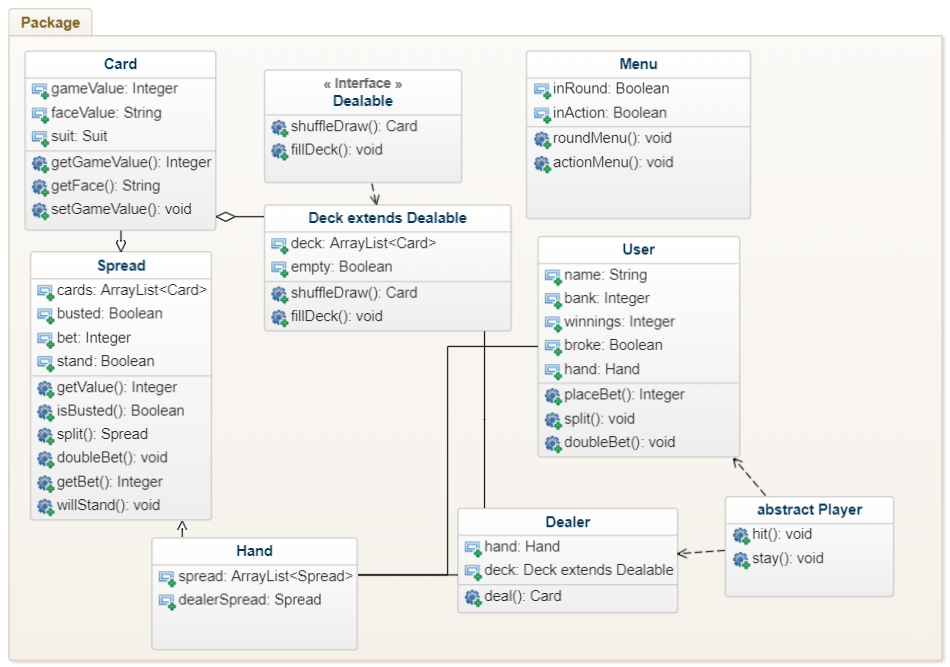 Package
Card
gameValue: Integer
faceValue: String
suit: Suit
getGameValue(): Integer
getFace(): String
setGameValue(): void
« Interface »
Dealable
shuffleDraw(): Card
fillDeck(): void
Menu
inRound: Boolean
inAction: Boolean
roundMenu(): void
actionMenu(): void
Deck extends Dealable
deck: ArrayList<Card>
empty: Boolean
shuffleDraw(): Card
fillDeck(): void
Spread
cards: ArrayList<Card>
busted: Boolean
bet: Integer
stand: Boolean
getValue(): Integer
isBusted(): Boolean
split(): Spread
doubleBet(): void
getBet(): Integer
willStand(): void
User
name: String
bank: Integer
winnings: Integer
broke: Boolean
hand: Hand
placeBet(): Integer
split(): void
doubleBet(): void
Hand
spread: ArrayList<Spread>
dealerSpread: Spread
Dealer
hand: Hand
deck: Deck extends Dealable
deal(): Card
abstract Player
hit(): void
stay(): void